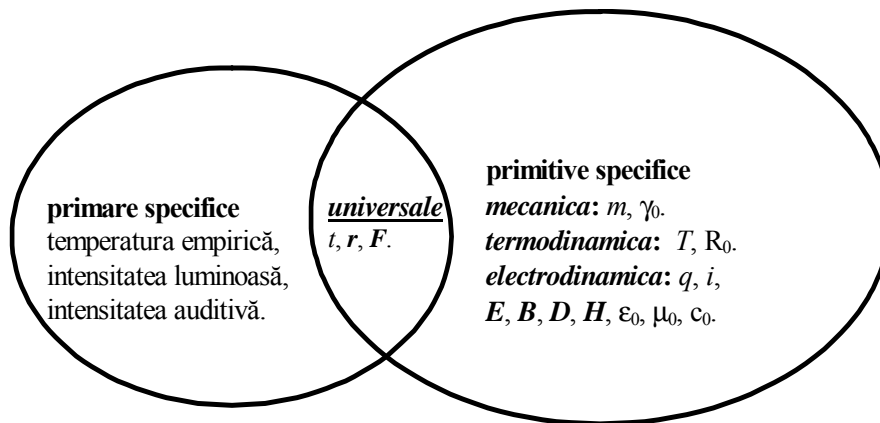 primare specifice
temperatura empirică,
intensitatea luminoasă,
intensitatea auditivă.
universale
t, r, F.
primitive specifice
mecanica: m, γ₀.
termodinamica: T, R₀.
electrodinamica: q, i,
E, B, D, H, ε₀, μ₀, c₀.